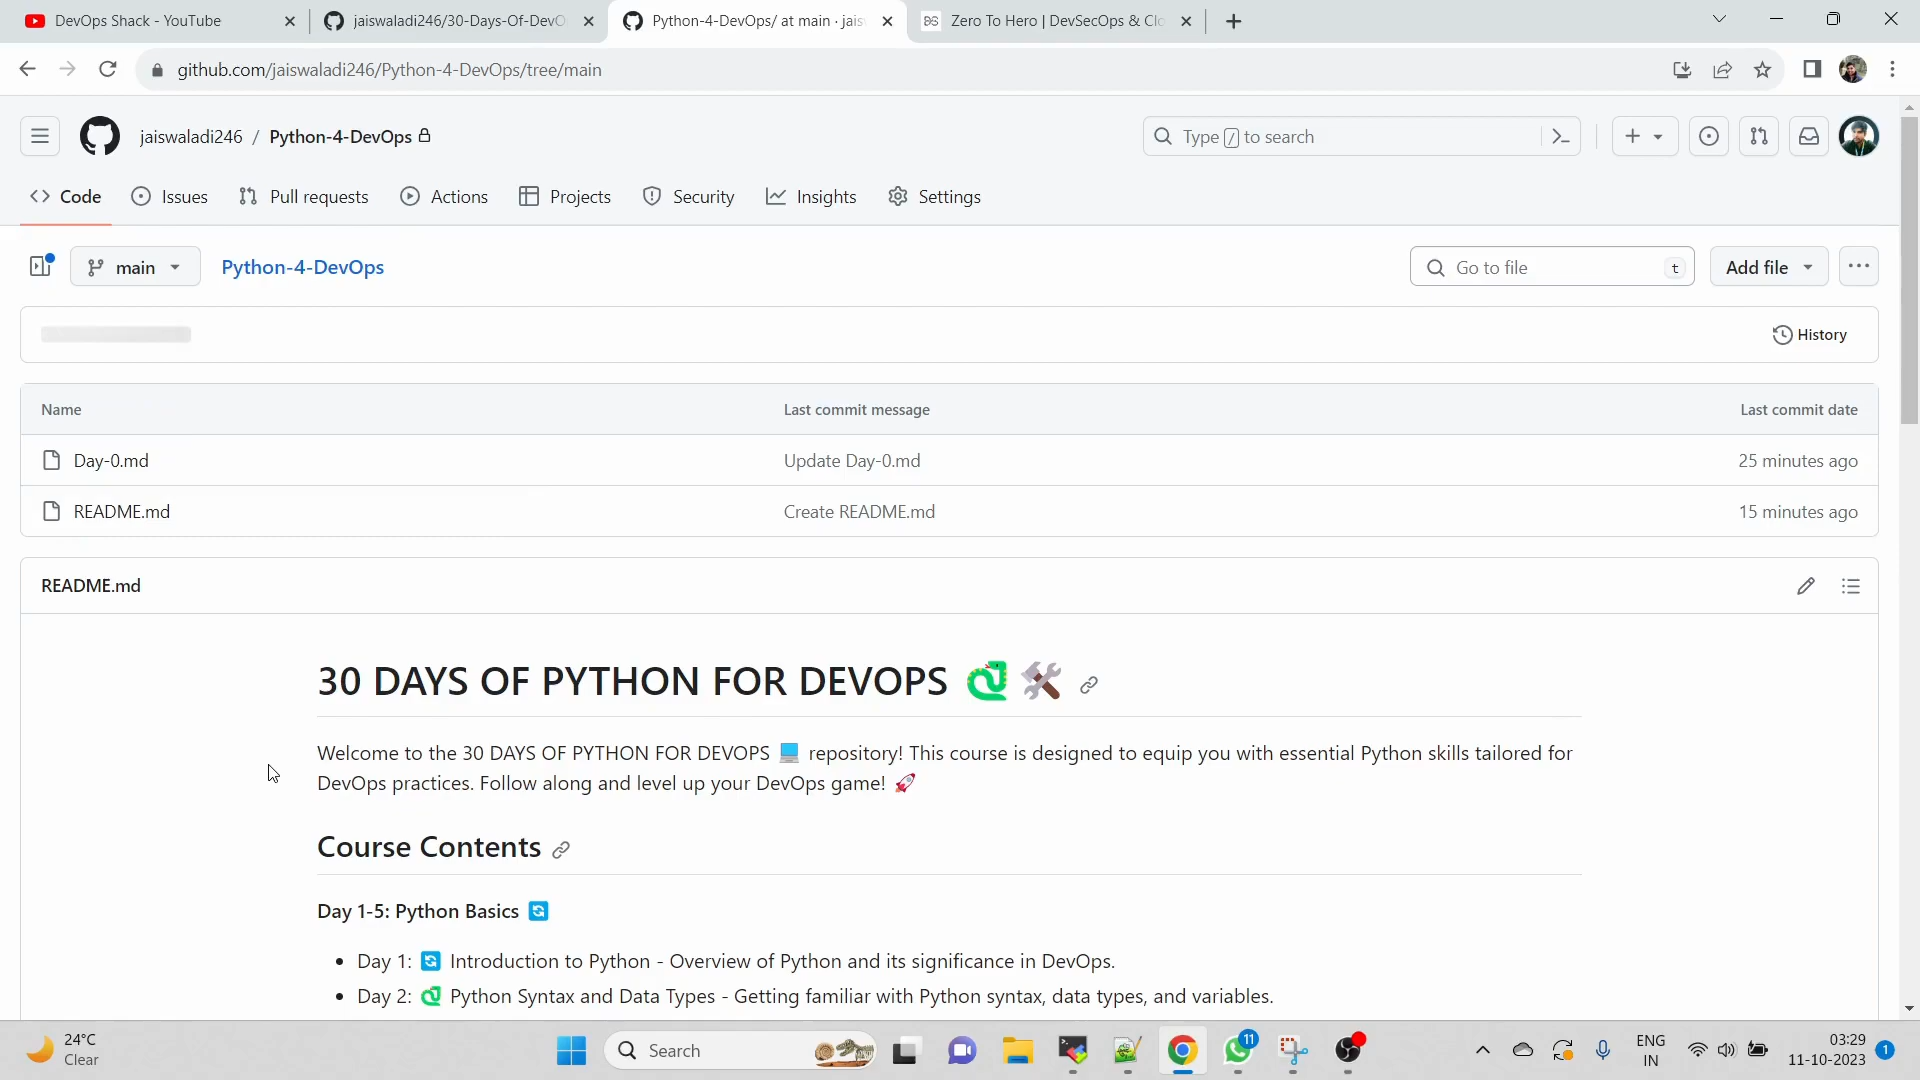 DevOps Shack - YouTube
jaiswaladi246/30-Days-Of-DevO
Python-4-DevOps/ at main · jais
Zero To Hero | DevSecOps & Clo
github.com/jaiswaladi246/Python-4-DevOps/tree/main
jaiswaladi246 / Python-4-DevOps
Type / to search
Code
Issues
Pull requests
Actions
Projects
Security
Insights
Settings
main
Python-4-DevOps
Go to file
t
Add file
History
Name
Last commit message
Last commit date
Day-0.md
Update Day-0.md
25 minutes ago
README.md
Create README.md
15 minutes ago
README.md
30 DAYS OF PYTHON FOR DEVOPS
Welcome to the 30 DAYS OF PYTHON FOR DEVOPS 💻 repository! This course is designed to equip you with essential Python skills tailored for
DevOps practices. Follow along and level up your DevOps game! 🚀
Course Contents
Day 1-5: Python Basics 🔄
Day 1: 🔄 Introduction to Python - Overview of Python and its significance in DevOps.
Day 2: 🐍 Python Syntax and Data Types - Getting familiar with Python syntax, data types, and variables.
24°C
Clear
Search
11
ENG
IN
03:29
11-10-2023
1